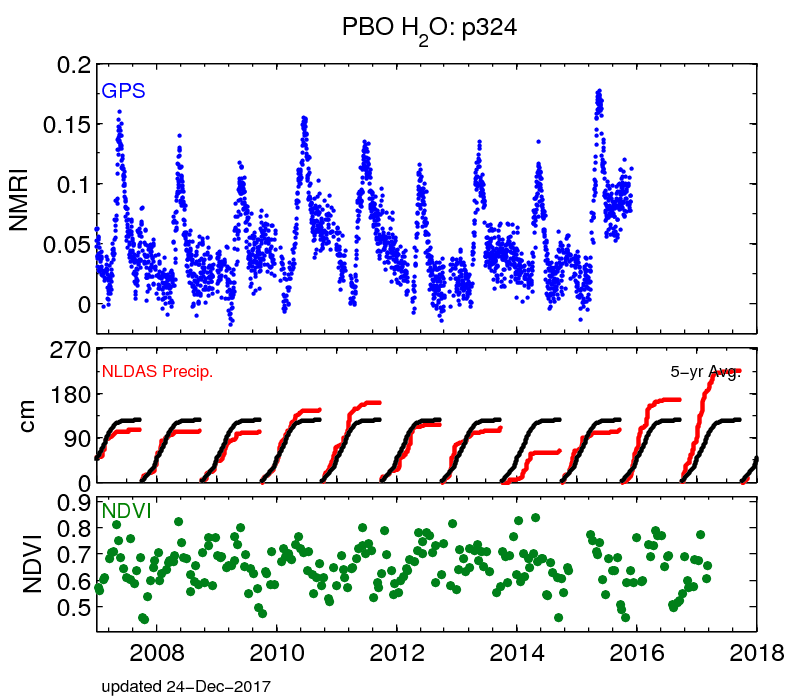 PBO H2O: p324
0.2
GPS
0.15
0.1
NMRI
0.05
0
270
NLDAS Precip.
5−yr Avg.
180
cm
90
0
0.9
NDVI
0.8
0.7
NDVI
0.6
0.5
2008 2010 2012 2014 2016 2018
updated 24−Dec−2017